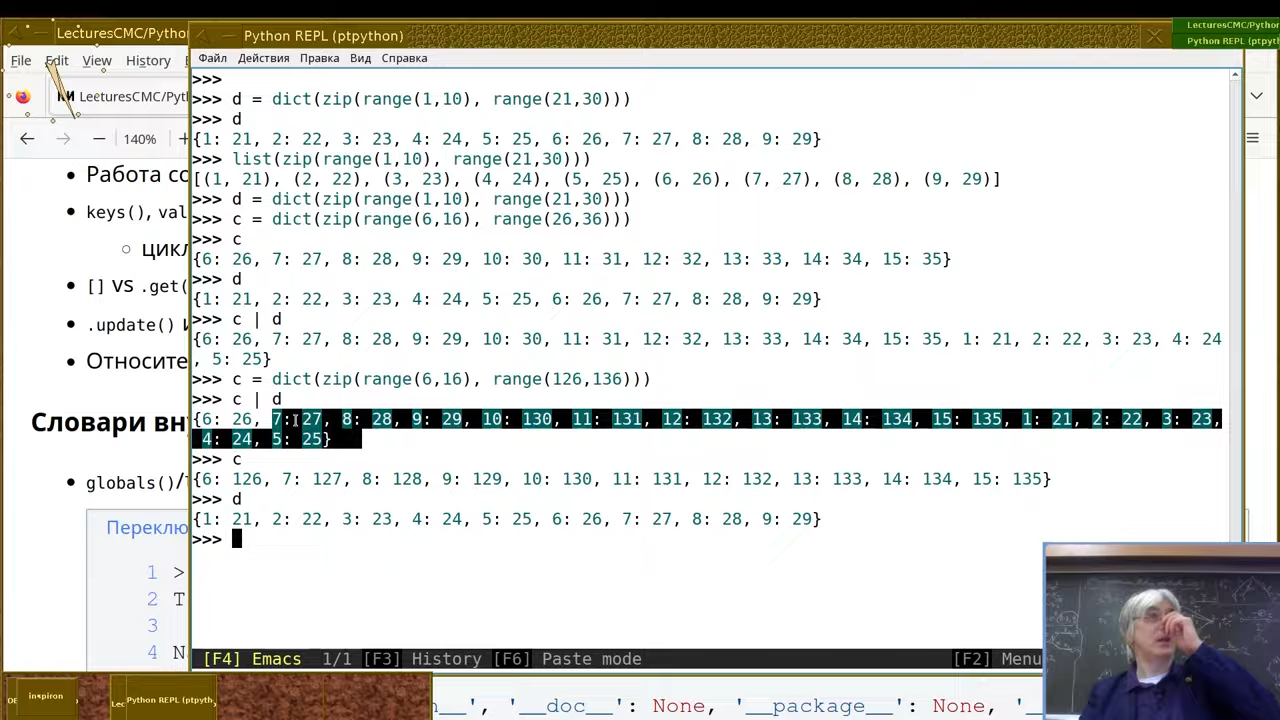 LecturesCMC/Pytho
Python REPL (ptpython)
LecturesCMC/Python
Python REPL (ptpyth
File Edit View History
Файл Действия Правка Вид Справка
LecturesCMC/Pyth
140%
Работа со
keys(), val
цикл
[] vs .get(
.update() и
Относите
Словари вн
globals()/l
Переклю
1 >
2 T
3
4 N
>>>
>>> d = dict(zip(range(1,10), range(21,30)))
>>> d
{1: 21, 2: 22, 3: 23, 4: 24, 5: 25, 6: 26, 7: 27, 8: 28, 9: 29}
>>> list(zip(range(1,10), range(21,30)))
[(1, 21), (2, 22), (3, 23), (4, 24), (5, 25), (6, 26), (7, 27), (8, 28), (9, 29)]
>>> d = dict(zip(range(1,10), range(21,30)))
>>> c = dict(zip(range(6,16), range(26,36)))
>>> c
{6: 26, 7: 27, 8: 28, 9: 29, 10: 30, 11: 31, 12: 32, 13: 33, 14: 34, 15: 35}
>>> d
{1: 21, 2: 22, 3: 23, 4: 24, 5: 25, 6: 26, 7: 27, 8: 28, 9: 29}
>>> c | d
{6: 26, 7: 27, 8: 28, 9: 29, 10: 30, 11: 31, 12: 32, 13: 33, 14: 34, 15: 35, 1: 21, 2: 22, 3: 23, 4: 24
, 5: 25}
>>> c = dict(zip(range(6,16), range(126,136)))
>>> c | d
{6: 26, 7: 27, 8: 28, 9: 29, 10: 130, 11: 131, 12: 132, 13: 133, 14: 134, 15: 135, 1: 21, 2: 22, 3: 23,
4: 24, 5: 25}
>>> c
{6: 126, 7: 127, 8: 128, 9: 129, 10: 130, 11: 131, 12: 132, 13: 133, 14: 134, 15: 135}
>>> d
{1: 21, 2: 22, 3: 23, 4: 24, 5: 25, 6: 26, 7: 27, 8: 28, 9: 29}
>>>
[F4] Emacs 1/1 [F3] History [F6] Paste mode [F2] Menu
inspiron
Lec Python REPL (ptpyth
__', '__doc__': None, '__package__': None, '__